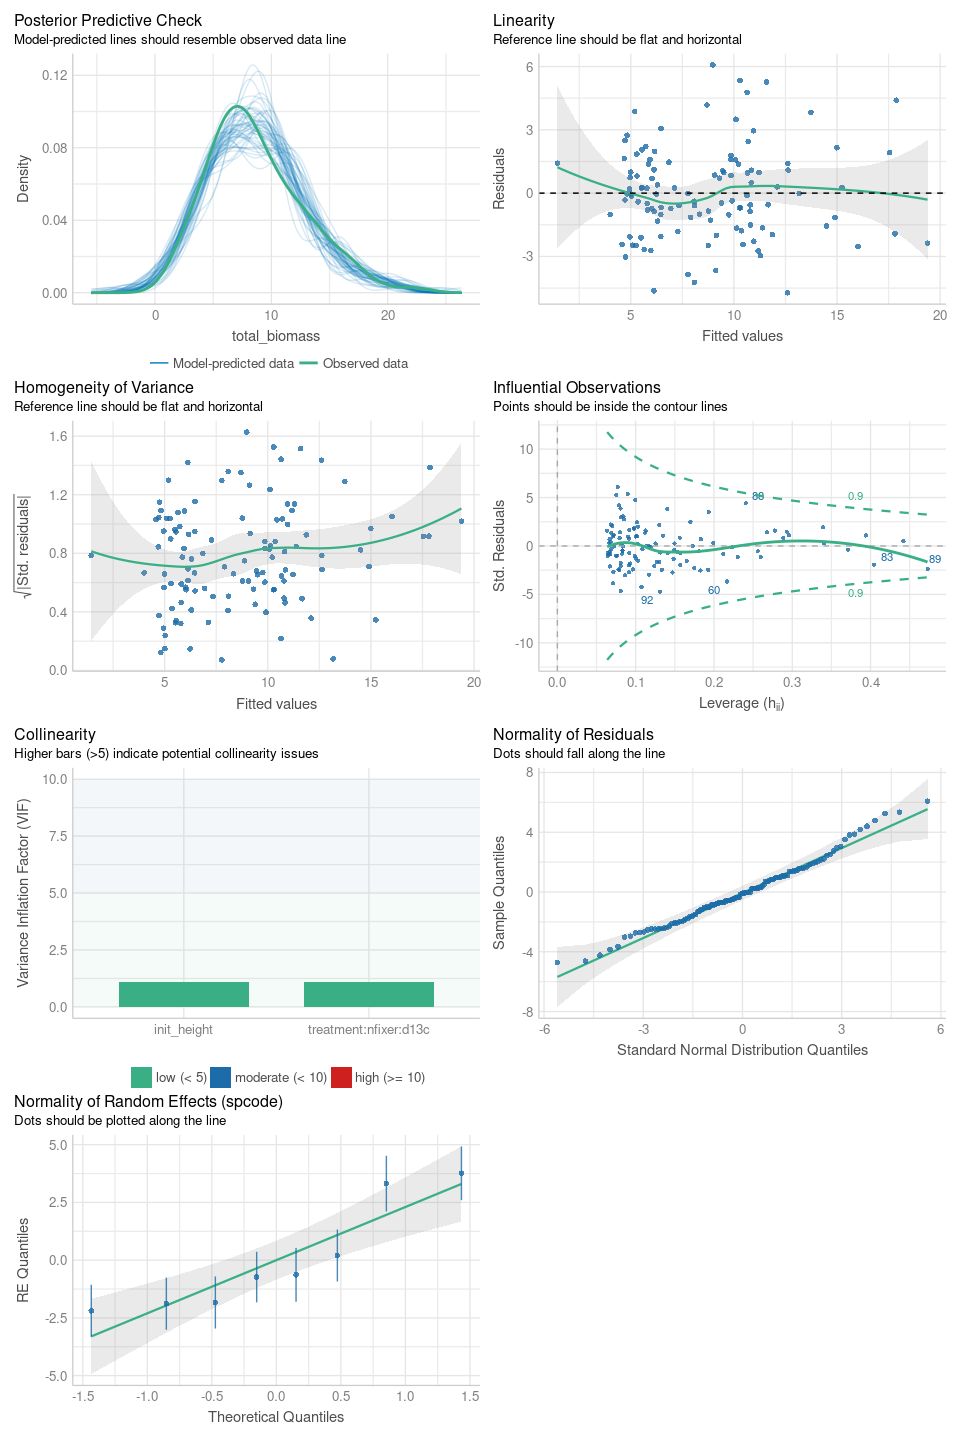 Posterior Predictive Check
Model-predicted lines should resemble observed data line
0.12
0.08
0.04
0.00
Density
0
10
20
total_biomass
Model-predicted data
Observed data
Linearity
Reference line should be flat and horizontal
6
3
0
-3
Residuals
5
10
15
20
Fitted values
Homogeneity of Variance
Reference line should be flat and horizontal
1.6
1.2
0.8
0.4
0.0
√|Std. residuals|
5
10
15
20
Fitted values
Influential Observations
Points should be inside the contour lines
10
5
0
-5
-10
Std. Residuals
0.9
83
89
60
92
0.9
0.0
0.1
0.2
0.3
0.4
Leverage (hii)
Collinearity
Higher bars (>5) indicate potential collinearity issues
10.0
7.5
5.0
2.5
0.0
Variance Inflation Factor (VIF)
init_height
treatment:nfixer:d13c
low (< 5)
moderate (< 10)
high (>= 10)
Normality of Residuals
Dots should fall along the line
8
4
0
-4
-8
Sample Quantiles
-6
-3
0
3
6
Standard Normal Distribution Quantiles
Normality of Random Effects (spcode)
Dots should be plotted along the line
5.0
2.5
0.0
-2.5
-5.0
RE Quantiles
-1.5
-1.0
-0.5
0.0
0.5
1.0
1.5
Theoretical Quantiles